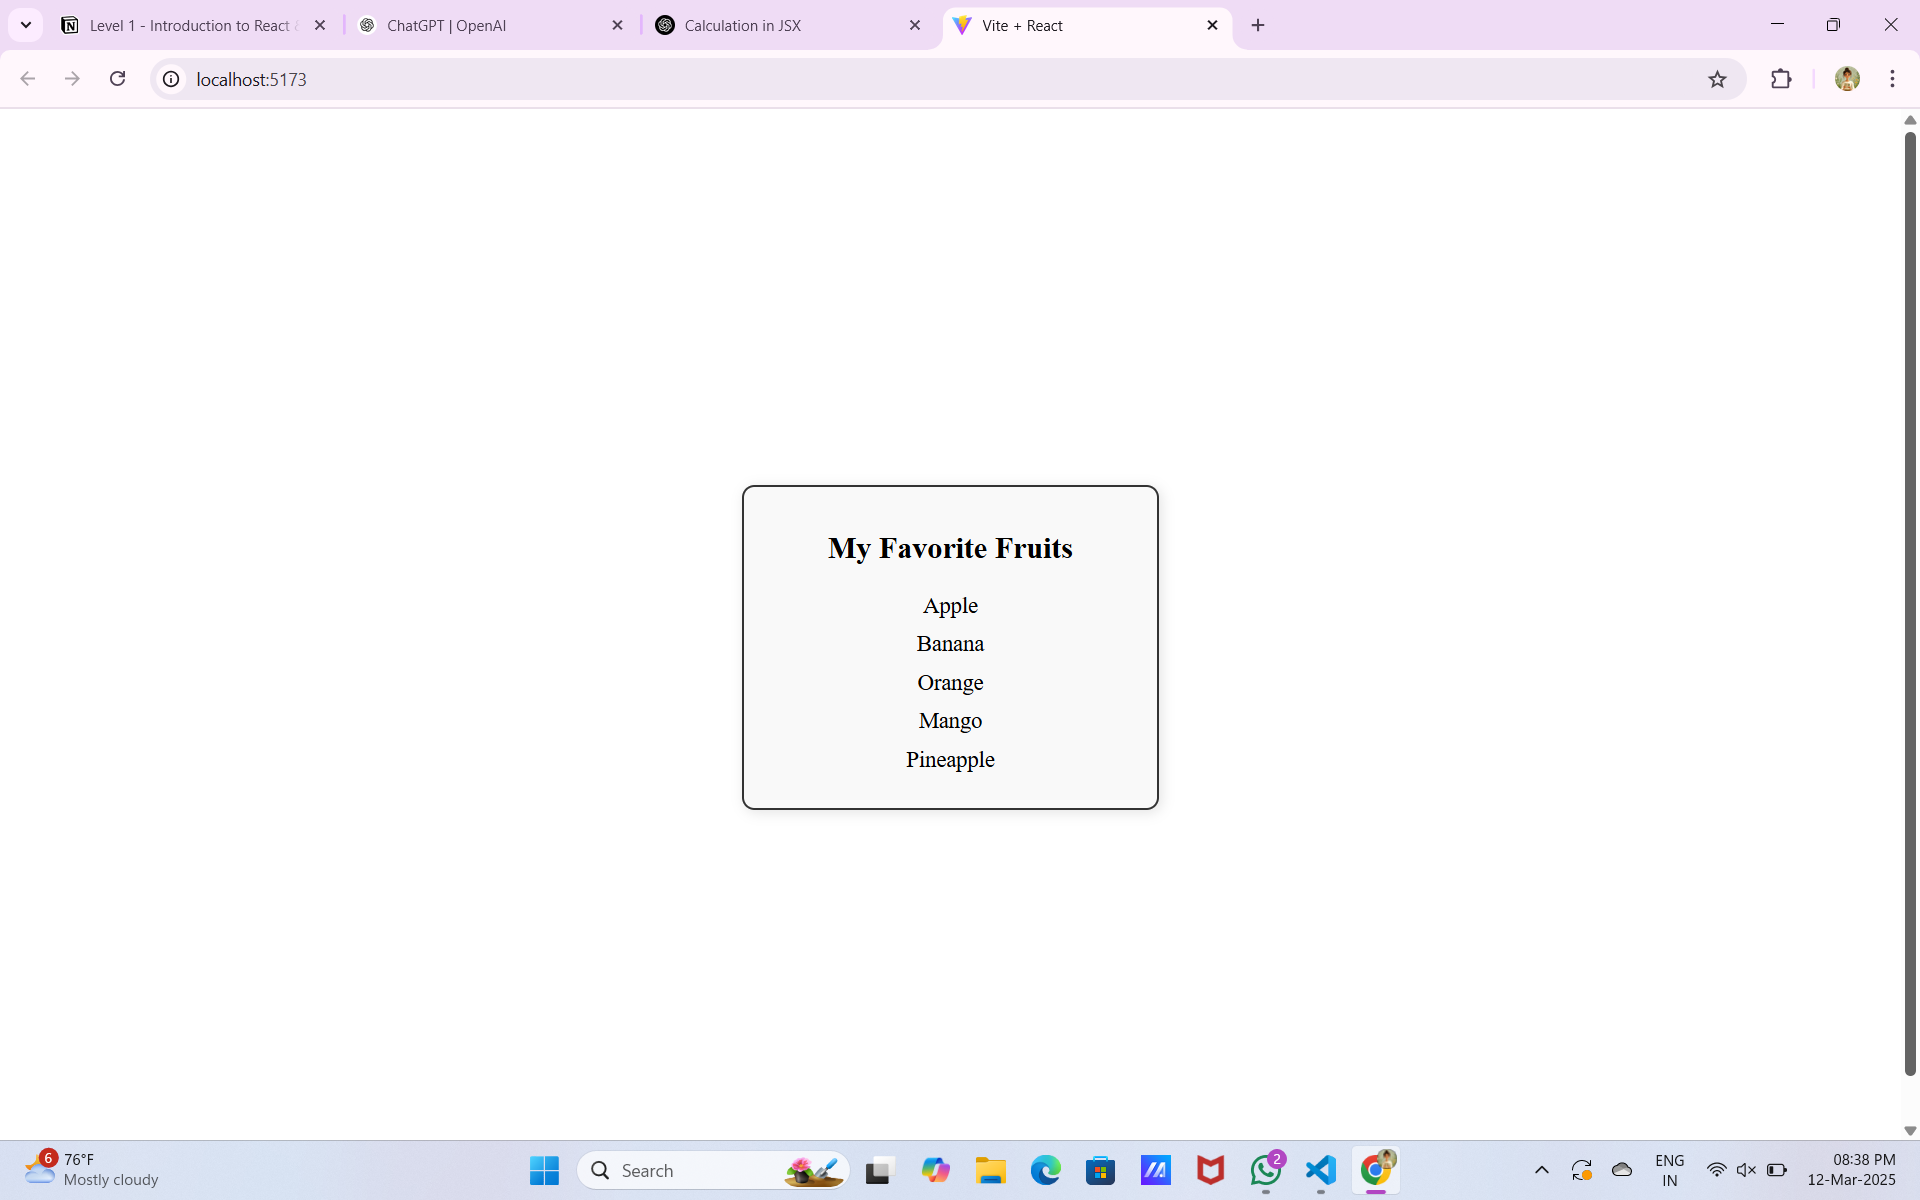 Level 1 - Introduction to React &
ChatGPT | OpenAI
Calculation in JSX
Vite + React
localhost:5173
My Favorite Fruits
Apple
Banana
Orange
Mango
Pineapple
6
76°F
Mostly cloudy
Search
2
ENG
IN
08:38 PM
12-Mar-2025